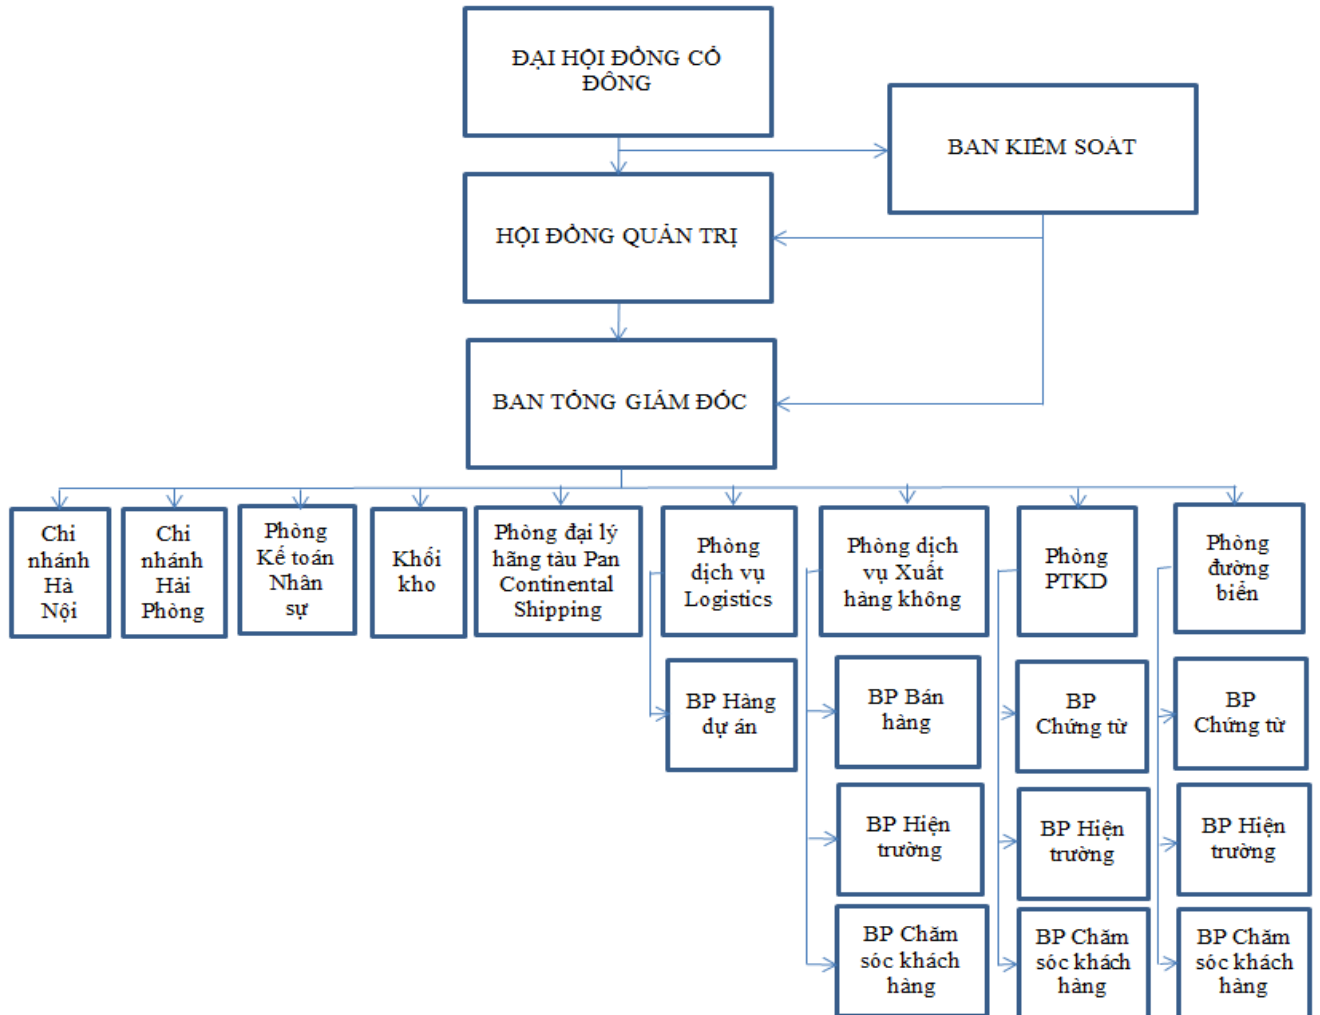 ĐẠI HỘI ĐỒNG CỔ
ĐÔNG
BAN KIỂM SOÁT
HỘI ĐỒNG QUẢN TRỊ
BAN TỔNG GIÁM ĐỐC
Chi
nhánh
Hà
Nội
Chi
nhánh
Hải
Phòng
Phòng
Kế toán
Nhân
sự
Khối
kho
Phòng đại lý
hãng tàu Pan
Continental
Shipping
Phòng
dịch vụ
Logistics
Phòng dịch
vụ Xuất
hàng không
Phòng
PTKD
Phòng
đường
biển
BP Hàng
dự án
BP Bán
hàng
BP
Chứng từ
BP
Chứng từ
BP Hiện
trường
BP Hiện
trường
BP Hiện
trường
BP Chăm
sóc khách
hàng
BP Chăm
sóc khách
hàng
BP Chăm
sóc khách
hàng